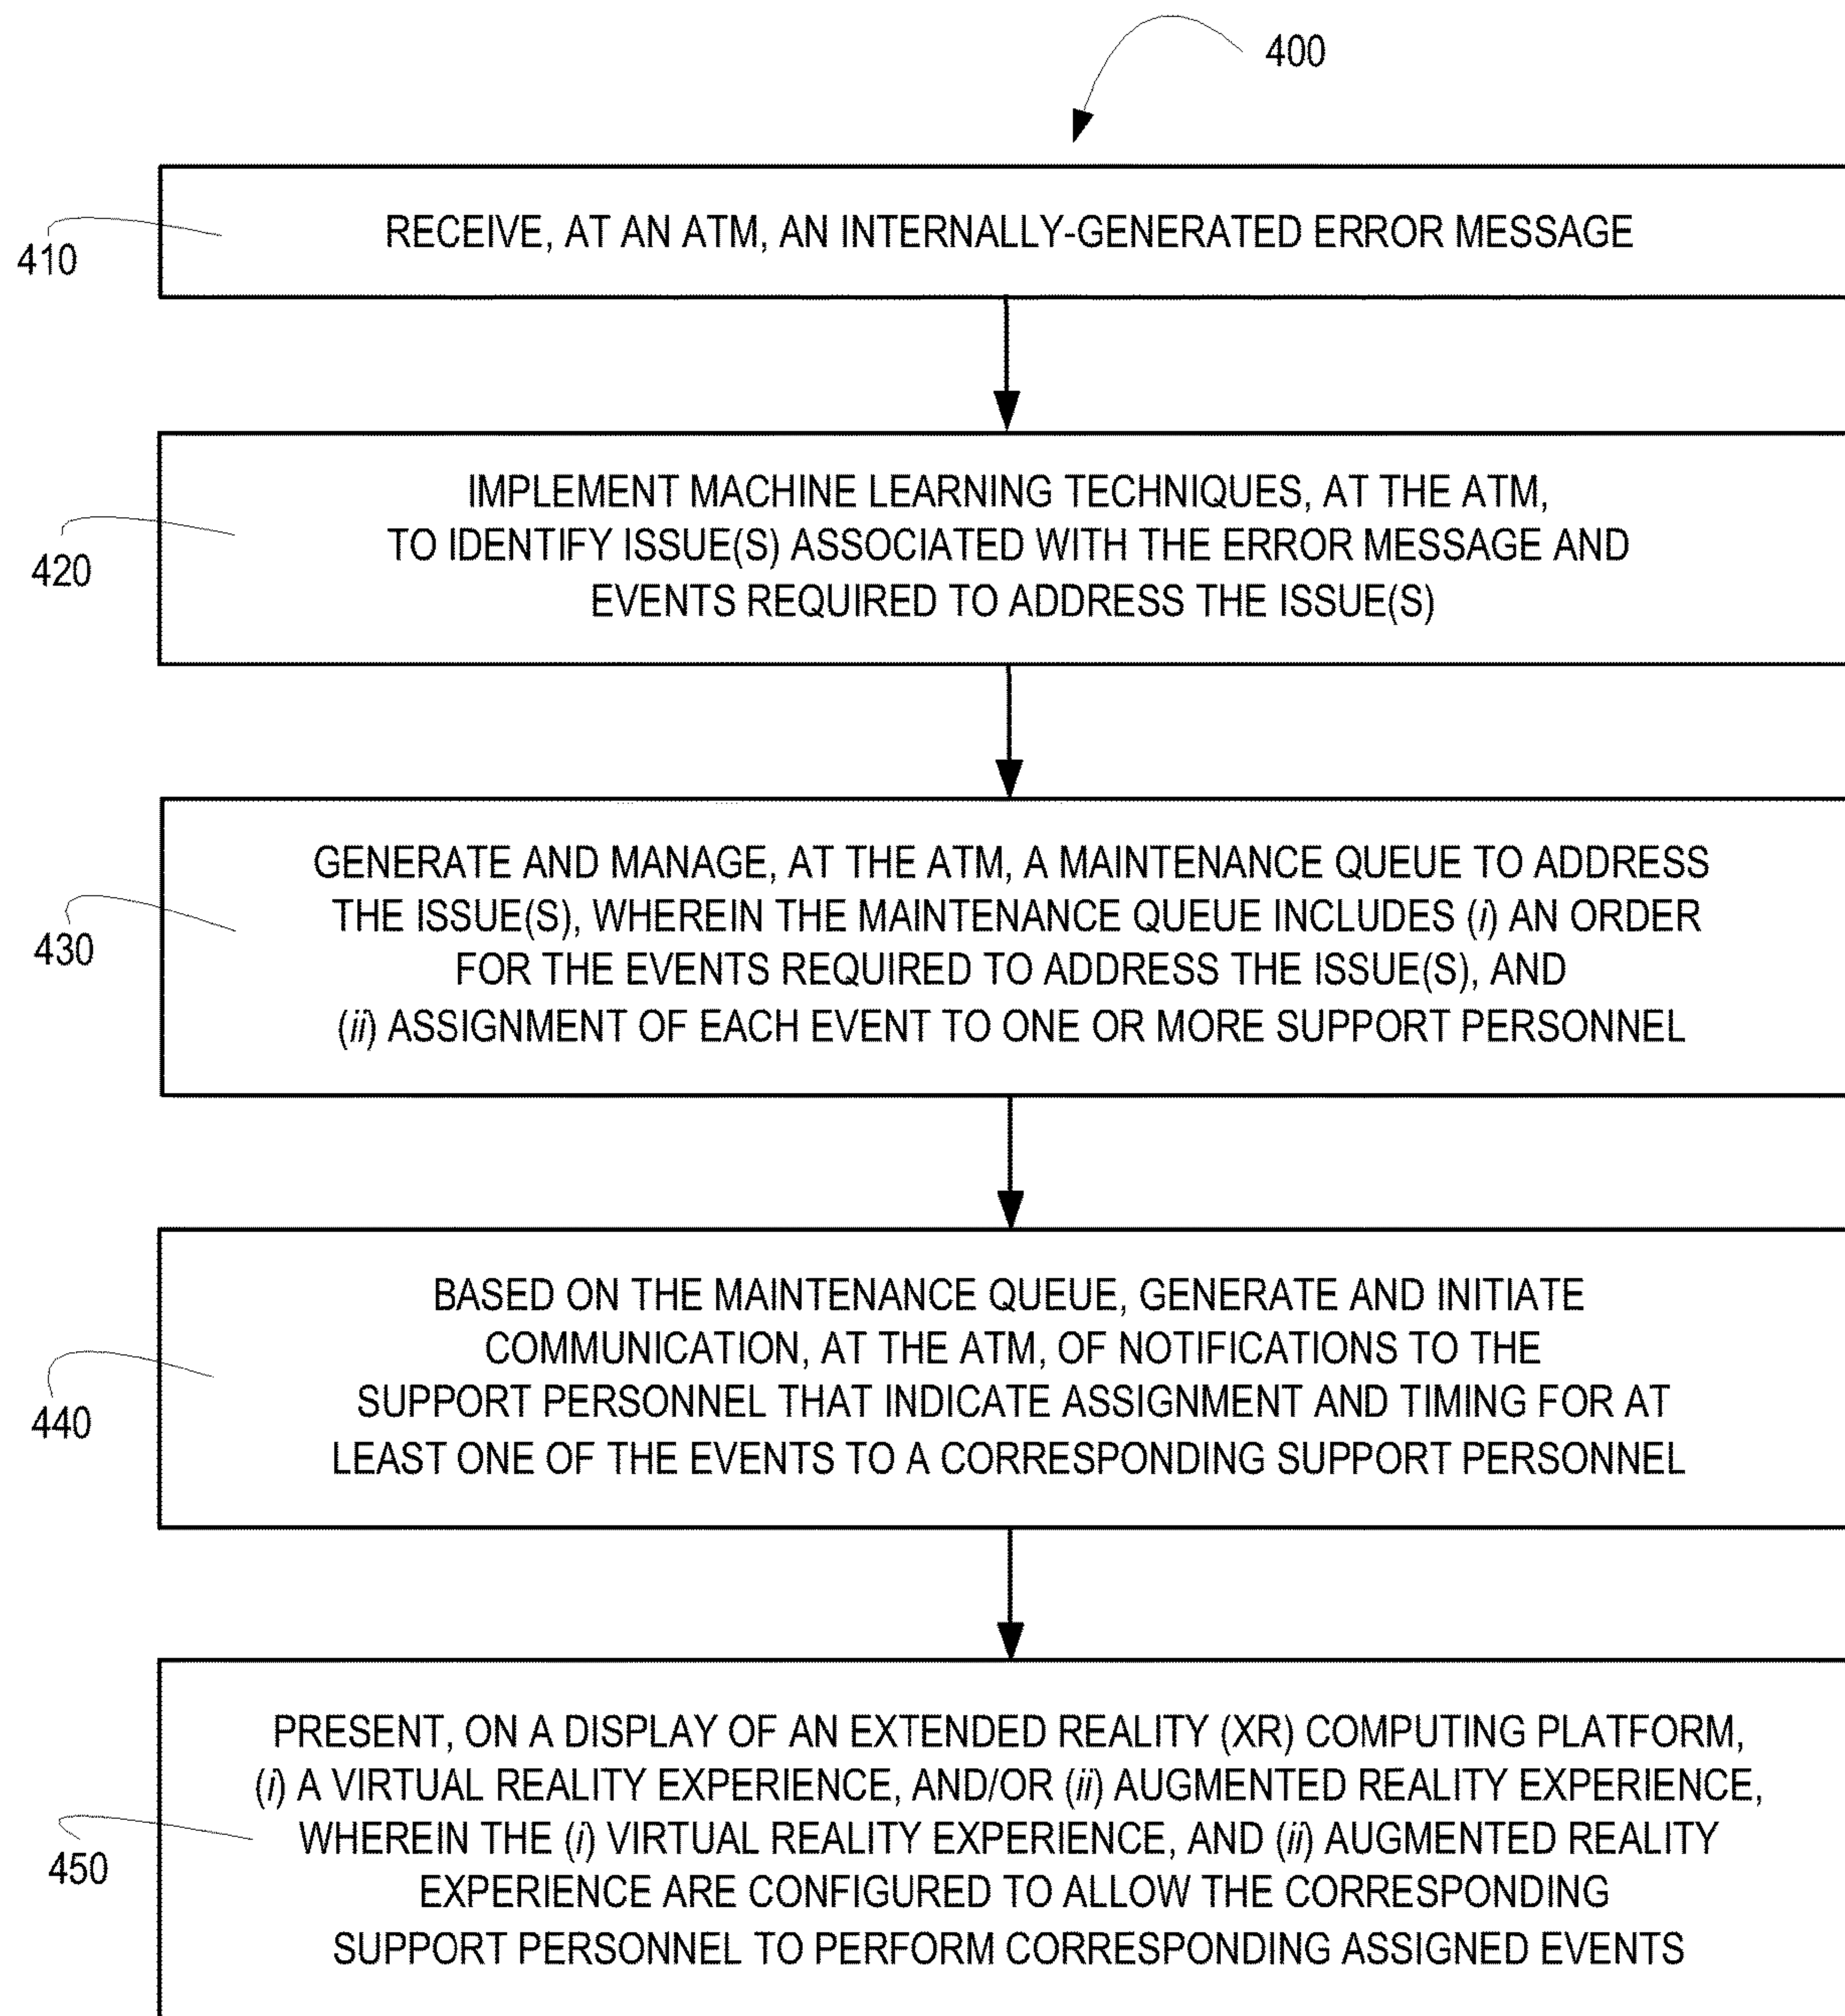 400
410
RECEIVE, AT AN ATM, AN INTERNALLY-GENERATED ERROR MESSAGE
420
IMPLEMENT MACHINE LEARNING TECHNIQUES, AT THE ATM,
TO IDENTIFY ISSUE(S) ASSOCIATED WITH THE ERROR MESSAGE AND
EVENTS REQUIRED TO ADDRESS THE ISSUE(S)
430
GENERATE AND MANAGE, AT THE ATM, A MAINTENANCE QUEUE TO ADDRESS
THE ISSUE(S), WHEREIN THE MAINTENANCE QUEUE INCLUDES (i) AN ORDER
FOR THE EVENTS REQUIRED TO ADDRESS THE ISSUE(S), AND
(ii) ASSIGNMENT OF EACH EVENT TO ONE OR MORE SUPPORT PERSONNEL
440
BASED ON THE MAINTENANCE QUEUE, GENERATE AND INITIATE
COMMUNICATION, AT THE ATM, OF NOTIFICATIONS TO THE
SUPPORT PERSONNEL THAT INDICATE ASSIGNMENT AND TIMING FOR AT
LEAST ONE OF THE EVENTS TO A CORRESPONDING SUPPORT PERSONNEL
450
PRESENT, ON A DISPLAY OF AN EXTENDED REALITY (XR) COMPUTING PLATFORM,
(i) A VIRTUAL REALITY EXPERIENCE, AND/OR (ii) AUGMENTED REALITY EXPERIENCE,
WHEREIN THE (i) VIRTUAL REALITY EXPERIENCE, AND (ii) AUGMENTED REALITY
EXPERIENCE ARE CONFIGURED TO ALLOW THE CORRESPONDING
SUPPORT PERSONNEL TO PERFORM CORRESPONDING ASSIGNED EVENTS